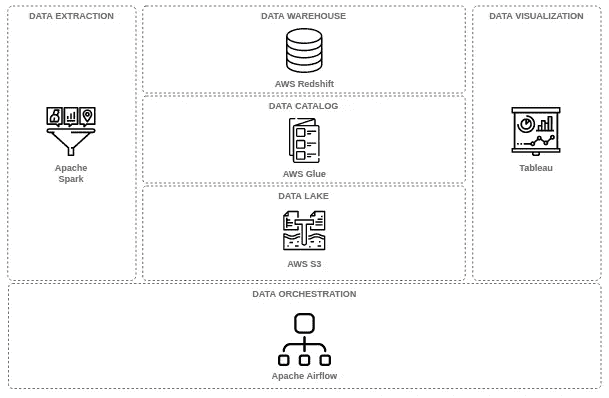 DATA EXTRACTION
Apache
Spark
DATA WAREHOUSE
AWS Redshift
DATA CATALOG
AWS Glue
DATA LAKE
AWS S3
DATA VISUALIZATION
Tableau
DATA ORCHESTRATION
Apache Airflow